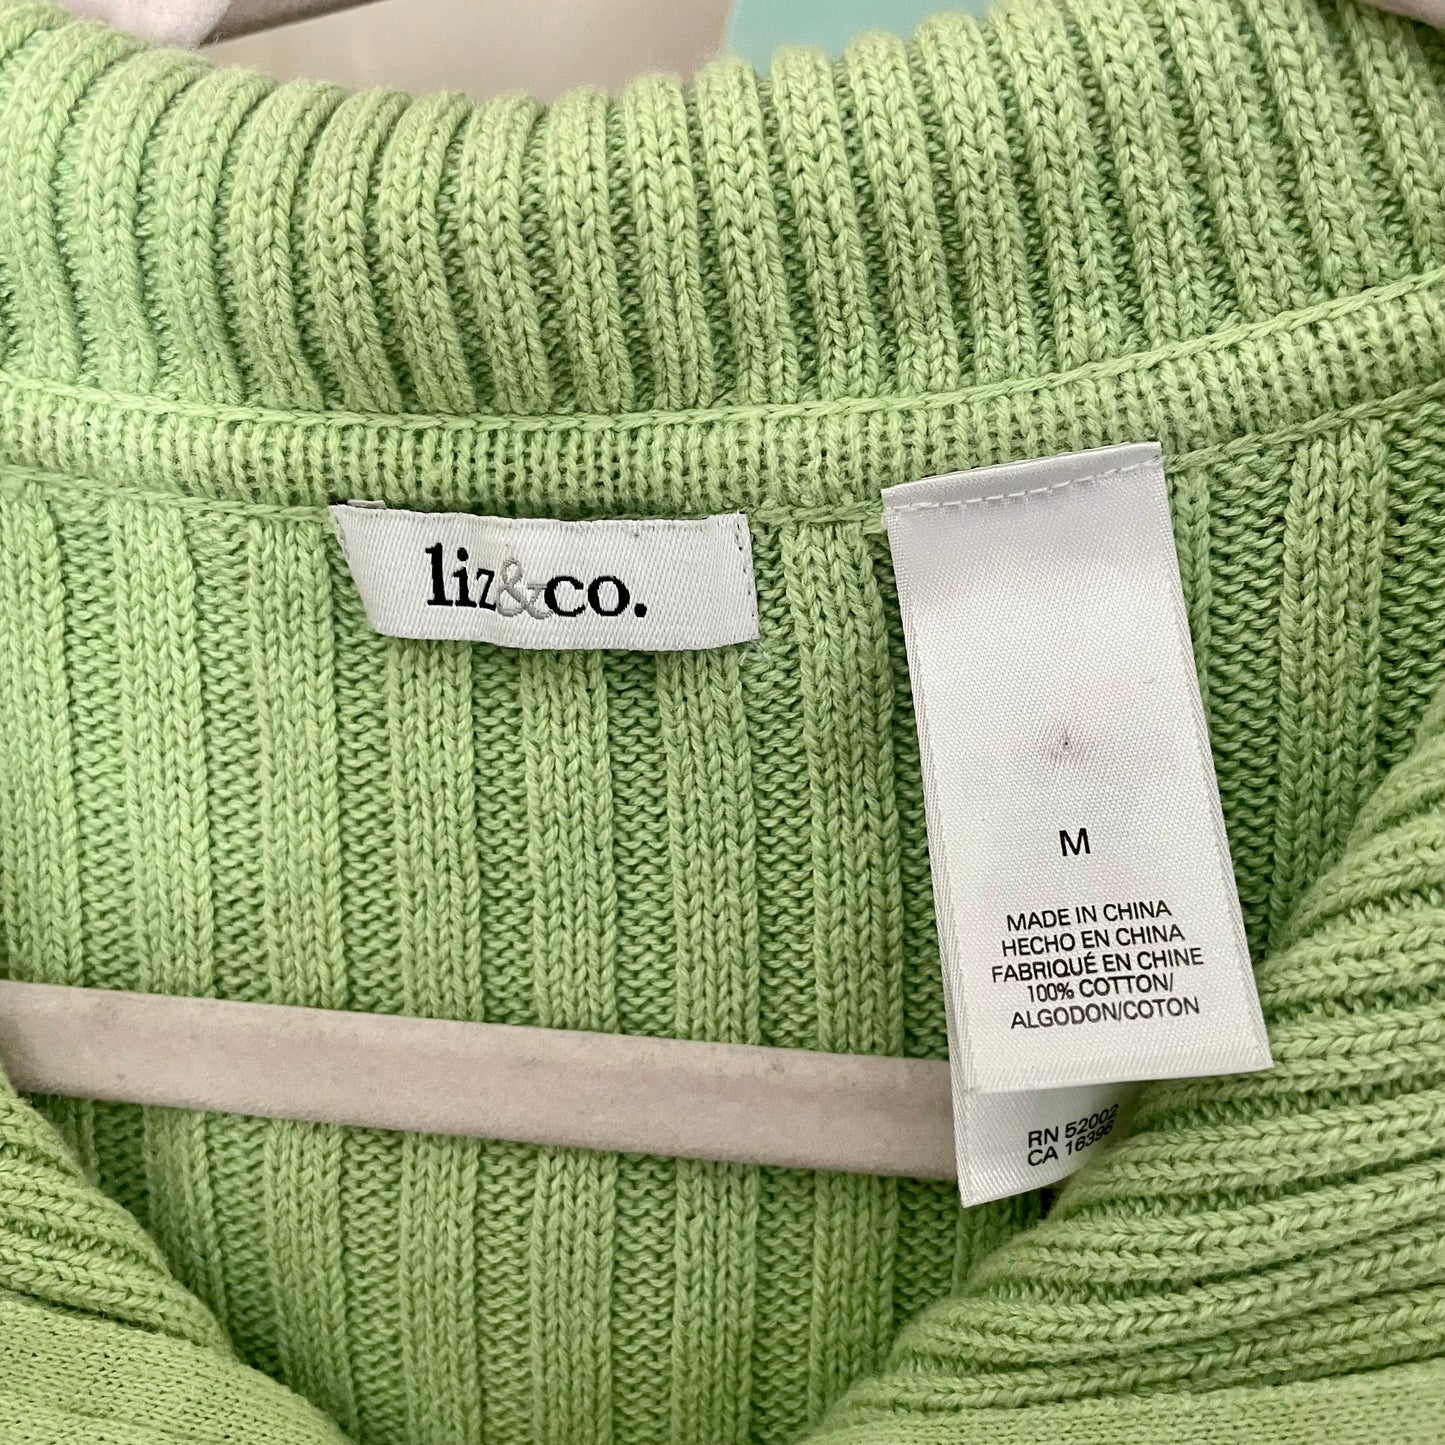 liz&co.
M
MADE IN CHINA
HECHO EN CHINA
FABRIQUÉ EN CHINE
100% COTTON/
ALGODON/COTON
RN 52002
CA 16396